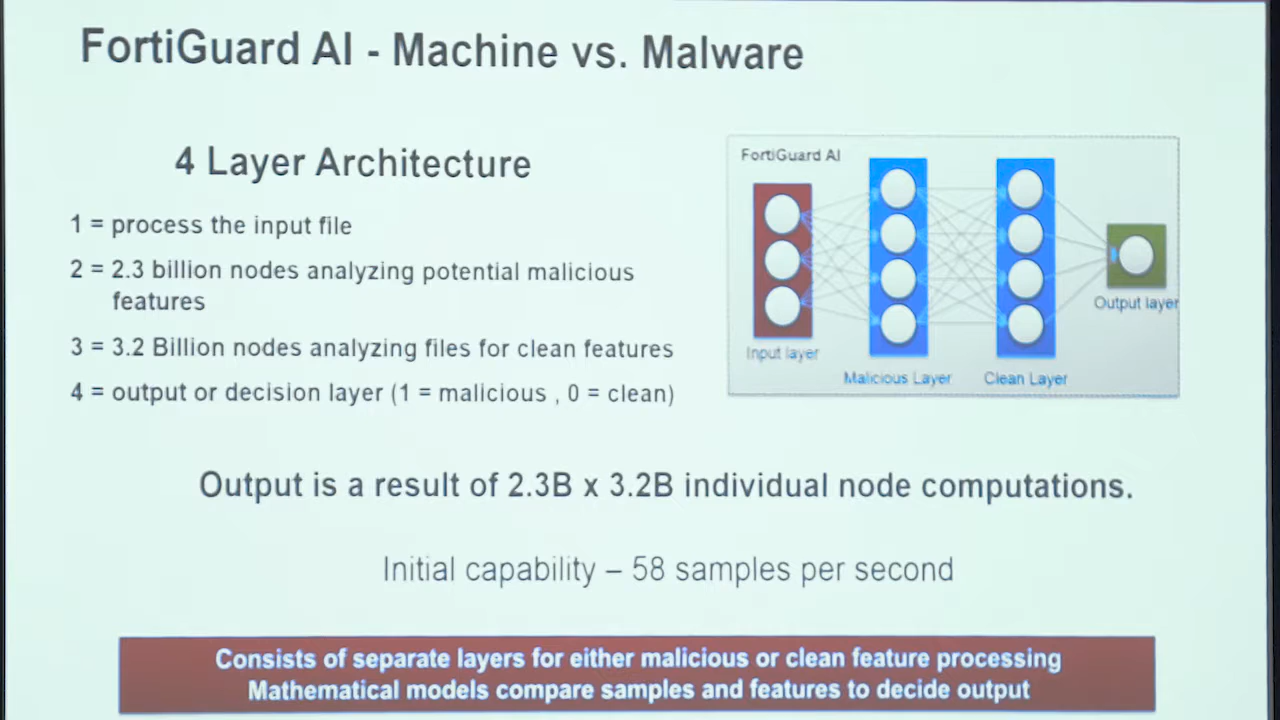 FortiGuard AI - Machine vs. Malware
4 Layer Architecture
1 = process the input file
2 = 2.3 billion nodes analyzing potential malicious
features
3 = 3.2 Billion nodes analyzing files for clean features
4 = output or decision layer (1 = malicious , 0 = clean)
FortiGuard AI
Input layer
Malicious Layer
Clean Layer
Output layer
Output is a result of 2.3B x 3.2B individual node computations.
Initial capability – 58 samples per second
Consists of separate layers for either malicious or clean feature processing
Mathematical models compare samples and features to decide output